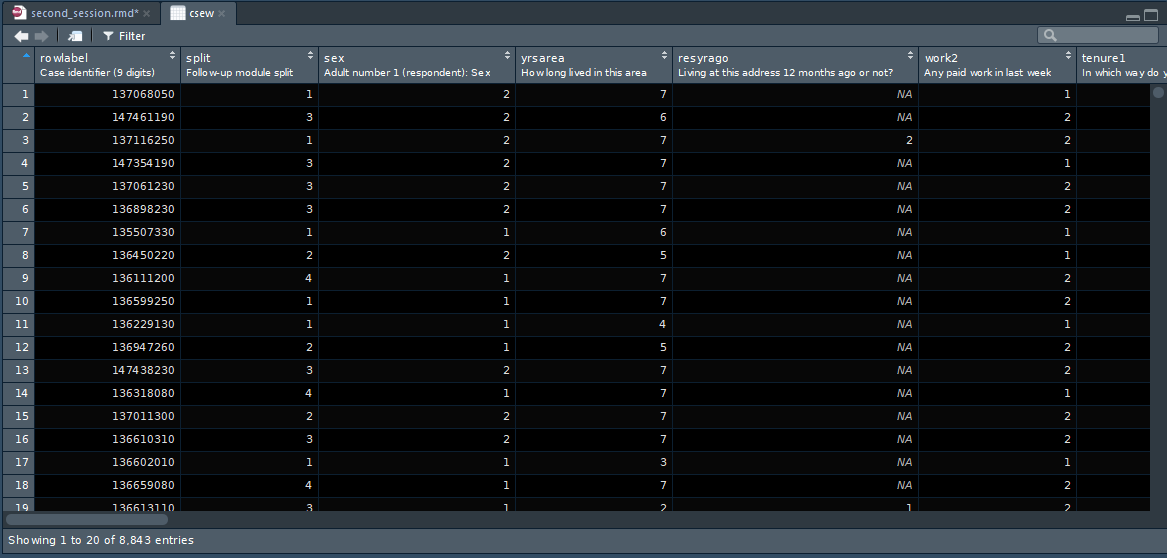 second_session.rmd* × csew ×
Filter
rowlabel split sex yrsarea resyrago work2 tenure1
Case identifier (9 digits) Follow-up module split Adult number 1 (respondent): Sex How long lived in this area Living at this address 12 months ago or not? Any paid work in last week In which way do y
1 137068050 1 2 7 NA 1
2 147461190 3 2 6 NA 2
3 137116250 1 2 7 2 2
4 147354190 3 2 7 NA 1
5 137061230 3 2 7 NA 2
6 136898230 3 2 7 NA 2
7 135507330 1 1 6 NA 1
8 136450220 2 2 5 NA 1
9 136111200 4 1 7 NA 2
10 136599250 1 1 7 NA 2
11 136229130 1 1 4 NA 1
12 136947260 2 1 5 NA 2
13 147438230 3 2 7 NA 2
14 136318080 4 1 7 NA 1
15 137011300 2 2 7 NA 2
16 136610310 3 2 7 NA 2
17 136602010 1 1 3 NA 1
18 136659080 4 1 7 NA 2
19 136613110 3 1 2 1 2
Showing 1 to 20 of 8,843 entries